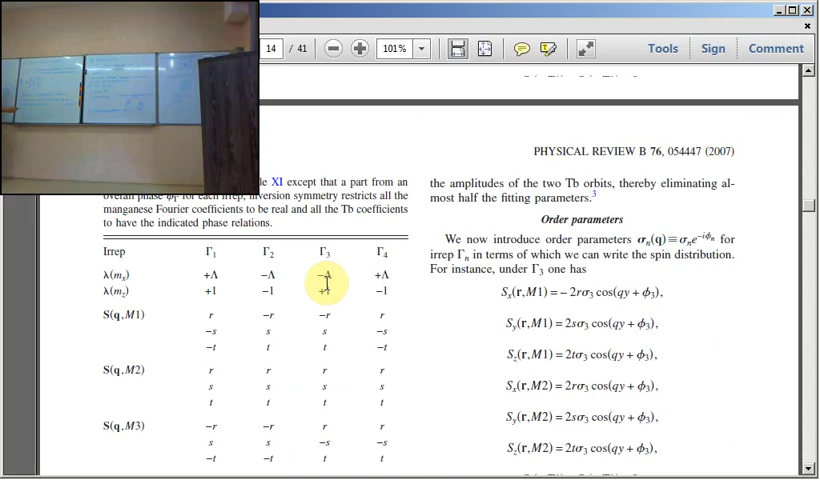 14 / 41
101%
Tools Sign Comment
PHYSICAL REVIEW B 76, 054447 (2007)
le XI except that a part from an
overall phase ϕΓ for each irrep, inversion symmetry restricts all the
manganese Fourier coefficients to be real and all the Tb coefficients
to have the indicated phase relations.
Irrep Γ1 Γ2 Γ3 Γ4
λ(mx) +Λ −Λ −Λ +Λ
λ(mz) +1 −1 +1 −1
S(q,M1) r −r −r r
−s s s −s
−t t t −t
S(q,M2) r r r r
s s s s
t t t t
S(q,M3) −r −r r r
s s −s −s
−t −t t t
the amplitudes of the two Tb orbits, thereby eliminating al-
most half the fitting parameters.3
Order parameters
We now introduce order parameters σn(q)≡σne−iϕn for
irrep Γn in terms of which we can write the spin distribution.
For instance, under Γ3 one has
Sx(r,M1) = − 2rσ3 cos(qy + ϕ3),
Sy(r,M1) = 2sσ3 cos(qy + ϕ3),
Sz(r,M1) = 2tσ3 cos(qy + ϕ3),
Sx(r,M2) = 2rσ3 cos(qy + ϕ3),
Sy(r,M2) = 2sσ3 cos(qy + ϕ3),
Sz(r,M2) = 2tσ3 cos(qy + ϕ3),